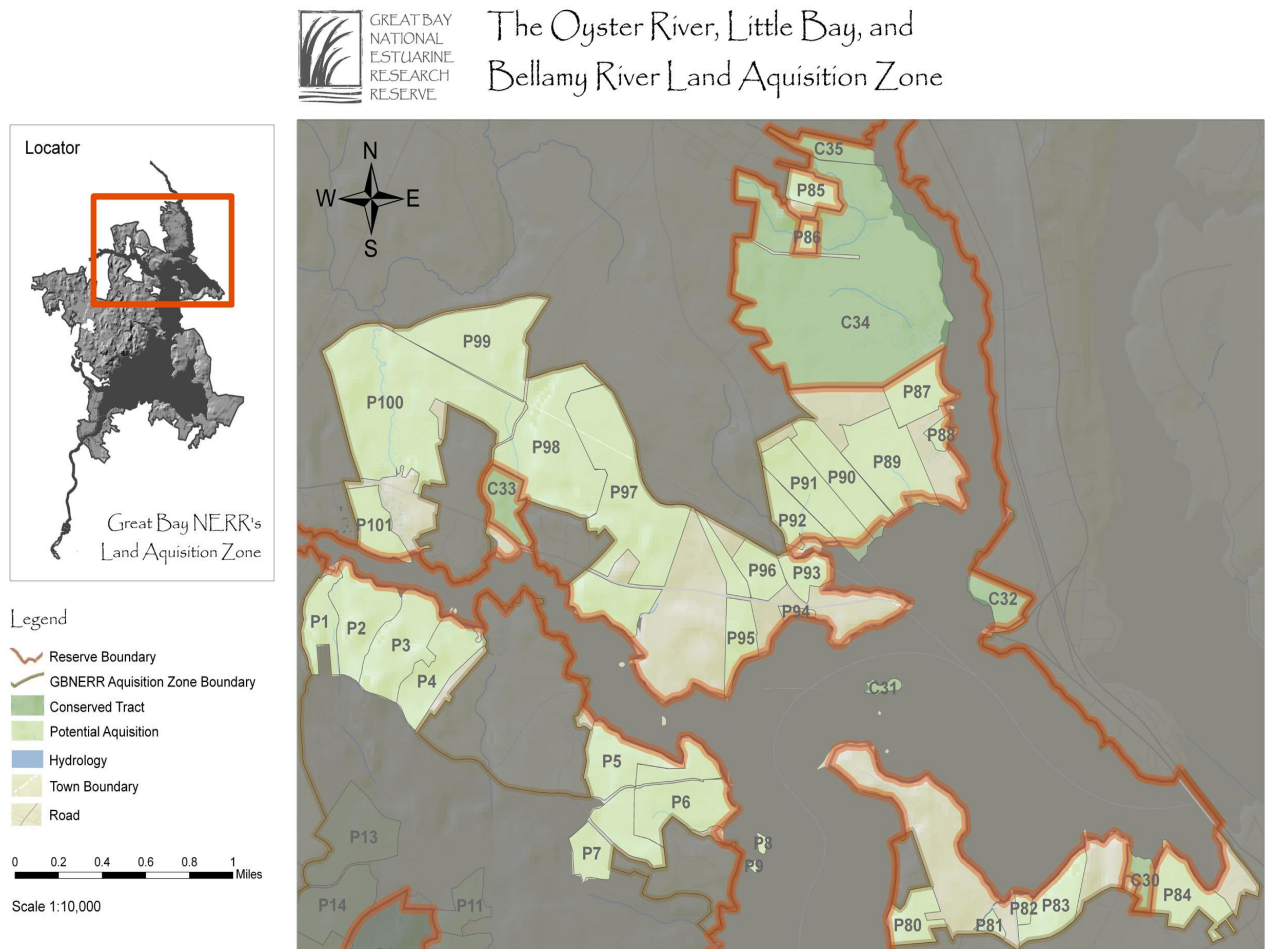 GREAT BAY
NATIONAL
ESTUARINE
RESEARCH
RESERVE
The Oyster River, Little Bay, and
Bellamy River Land Aquisition Zone
Locator
Great Bay NERR's
Land Aquisition Zone
Legend
Reserve Boundary
GBNERR Aquisition Zone Boundary
Conserved Tract
Potential Aquisition
Hydrology
Town Boundary
Road
0 0.2 0.4 0.6 0.8 1
Miles
Scale 1:10,000
N
W E
S
C35
P85
P86
C34
P99
P100
P87
P88
P98
P89
P90
P91
C33
P97
P92
P101
P96
P93
C32
P94
P95
P1
P2
P3
P4
C31
P5
P6
P7
P8
P9
P13
P14
P11
C30
P84
P83
P82
P81
P80